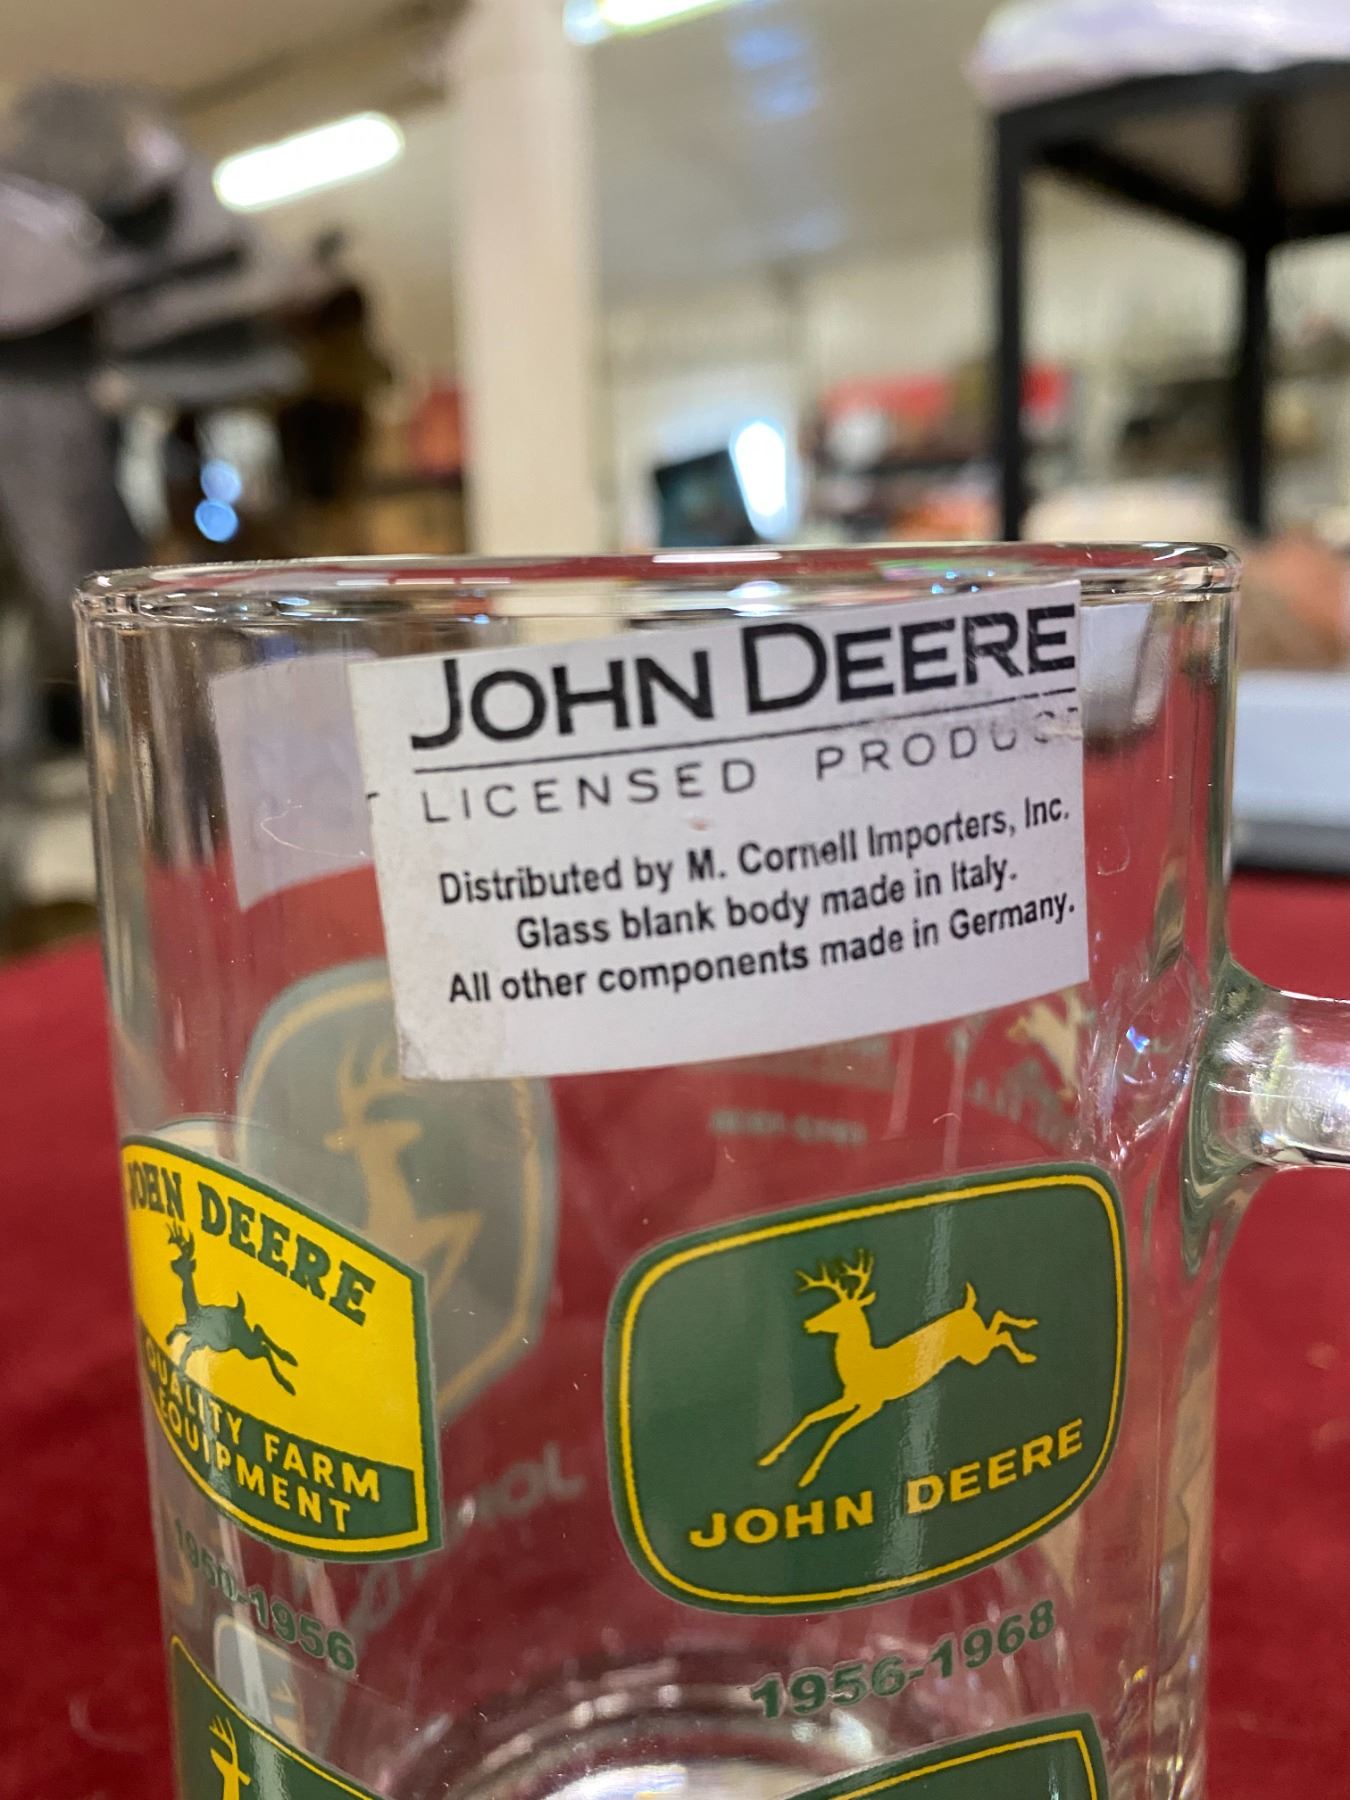 JOHN DEERE
LICENSED PRODUCT
Distributed by M. Cornell Importers, Inc.
Glass blank body made in Italy.
All other components made in Germany.
JOHN DEERE
QUALITY FARM
EQUIPMENT
1950-1956
JOHN DEERE
1956-1968